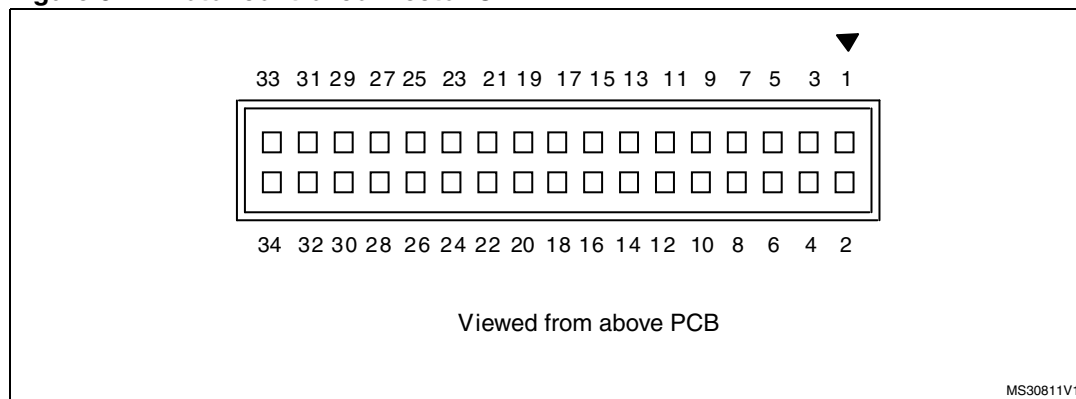 33 31 29 27 25 23 21 19 17 15 13 11 9 7 5 3 1
34 32 30 28 26 24 22 20 18 16 14 12 10 8 6 4 2
Viewed from above PCB
MS30811V1